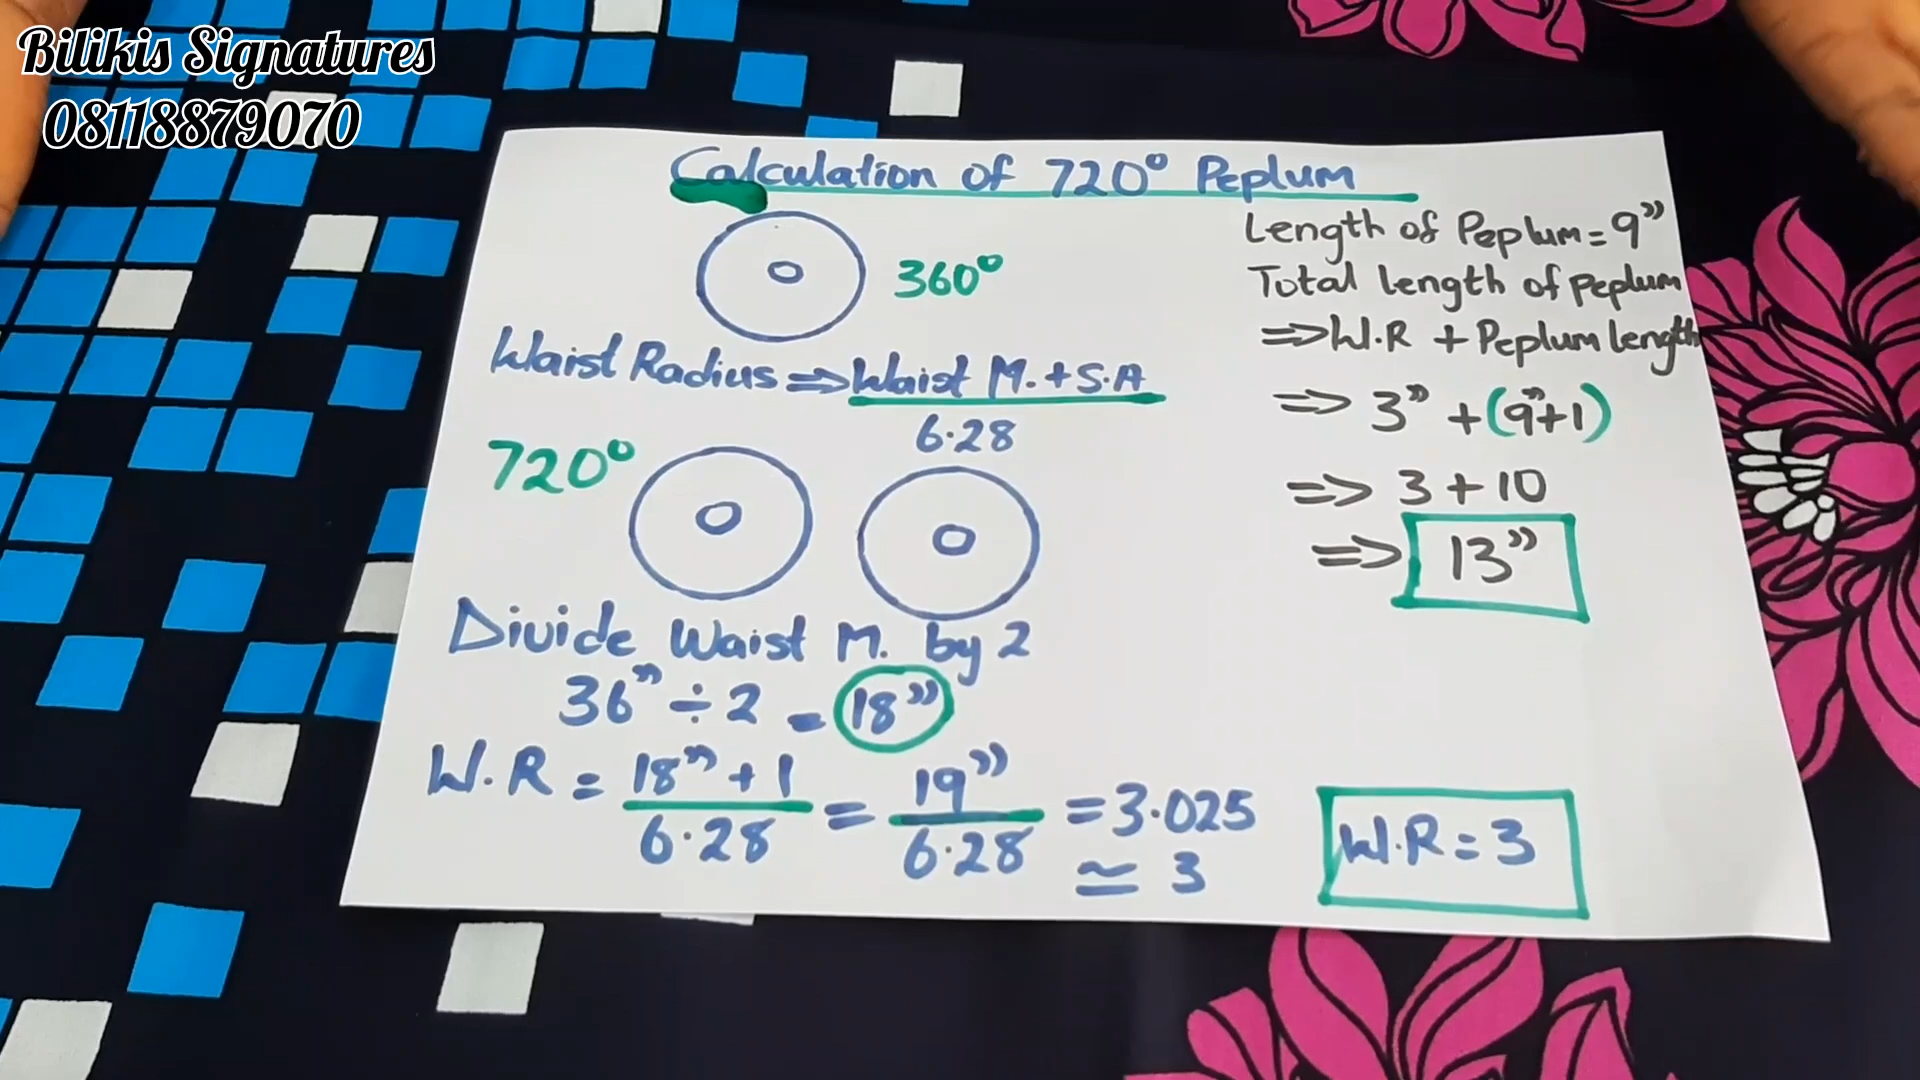 Bilikis Signatures
08118879070
Calculation of 720° Peplum
360°
Waist Radius => Waist M. + S.A
6.28
720°
Divide Waist M. by 2
36" ÷ 2 = 18"
W.R = 18" + 1 = 19" = 3.025
6.28 6.28 ≃ 3
W.R = 3
Length of Peplum = 9"
Total length of Peplum
=> W.R + Peplum length
=> 3" + (9" + 1)
=> 3 + 10
=> 13"